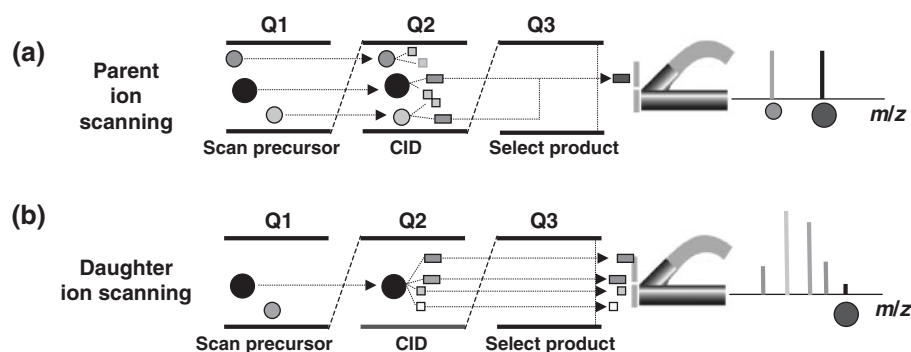 (a)
Parent
ion
scanning
Q1 Q2 Q3
Scan precursor CID Select product
m/z
(b)
Daughter
ion scanning
Q1 Q2 Q3
Scan precursor CID Select product
m/z